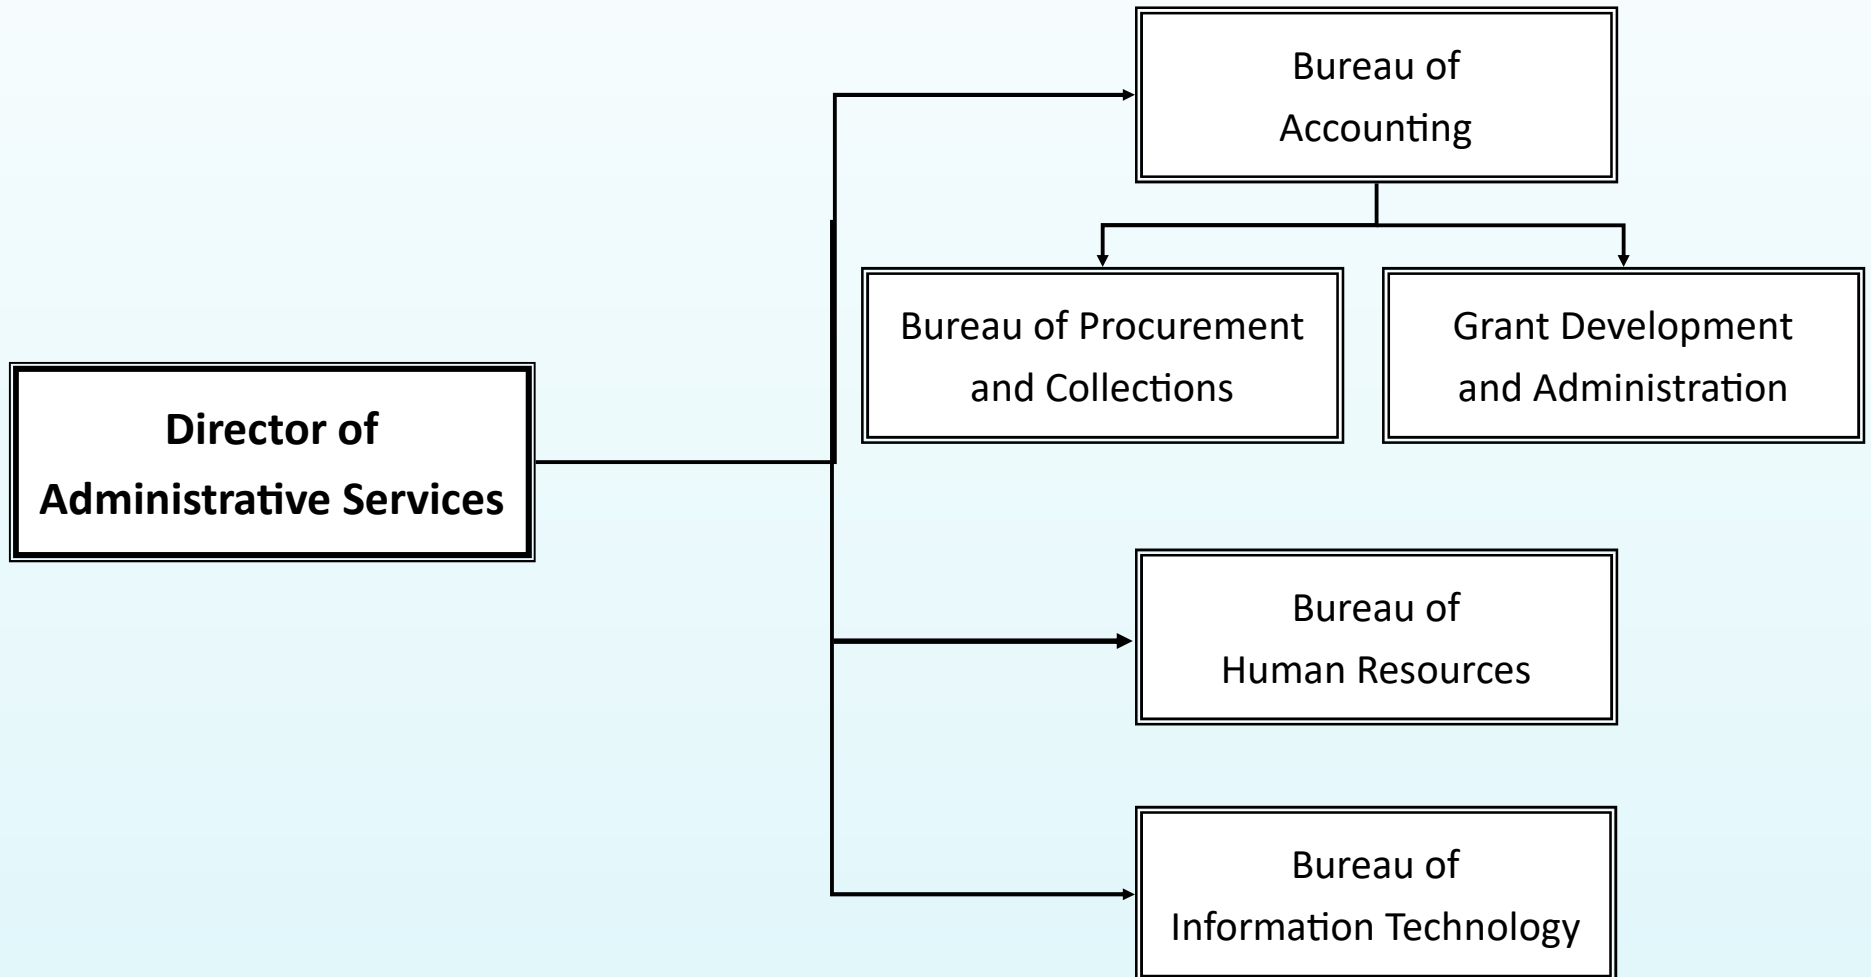 Bureau of
Accounting
Bureau of Procurement
and Collections
Grant Development
and Administration
Director of
Administrative Services
Bureau of
Human Resources
Bureau of
Information Technology